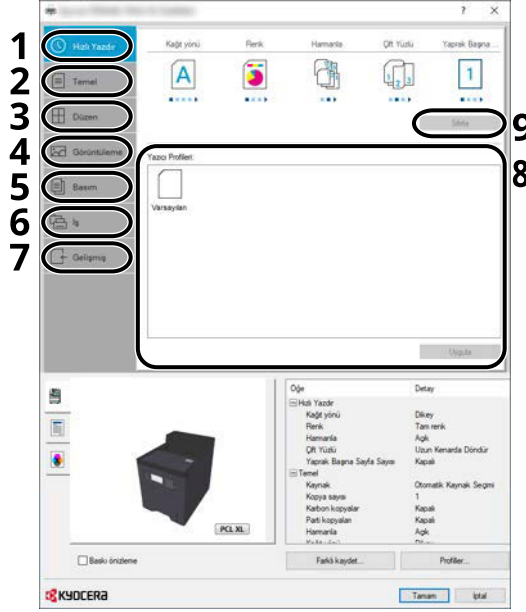 ? ×
1 Hızlı Yazdır
Kağıt yönü Renk Harmanla Çift Yüzlü Yaprak Başına ...
2 Temel
3 Düzen
Sıfırla 9
4 Görüntüleme
Yazıcı Profilleri:
8
5 Basım
Varsayılan
6 İş
7 Gelişmiş
Uygula
Öğe Detay
Hızlı Yazdır
Kağıt yönü Dikey
Renk Tam renk
Harmanla Açık
Çift Yüzlü Uzun Kenarda Döndür
Yaprak Başına Sayfa Sayısı Kapalı
Temel
Kaynak Otomatik Kaynak Seçimi
Kopya sayısı 1
Karbon kopyalar Kapalı
Parti kopyaları Kapalı
Harmanla Açık
PCL XL
Baskı önizleme
Farklı kaydet... Profiller...
KYOCERA
Tamam İptal